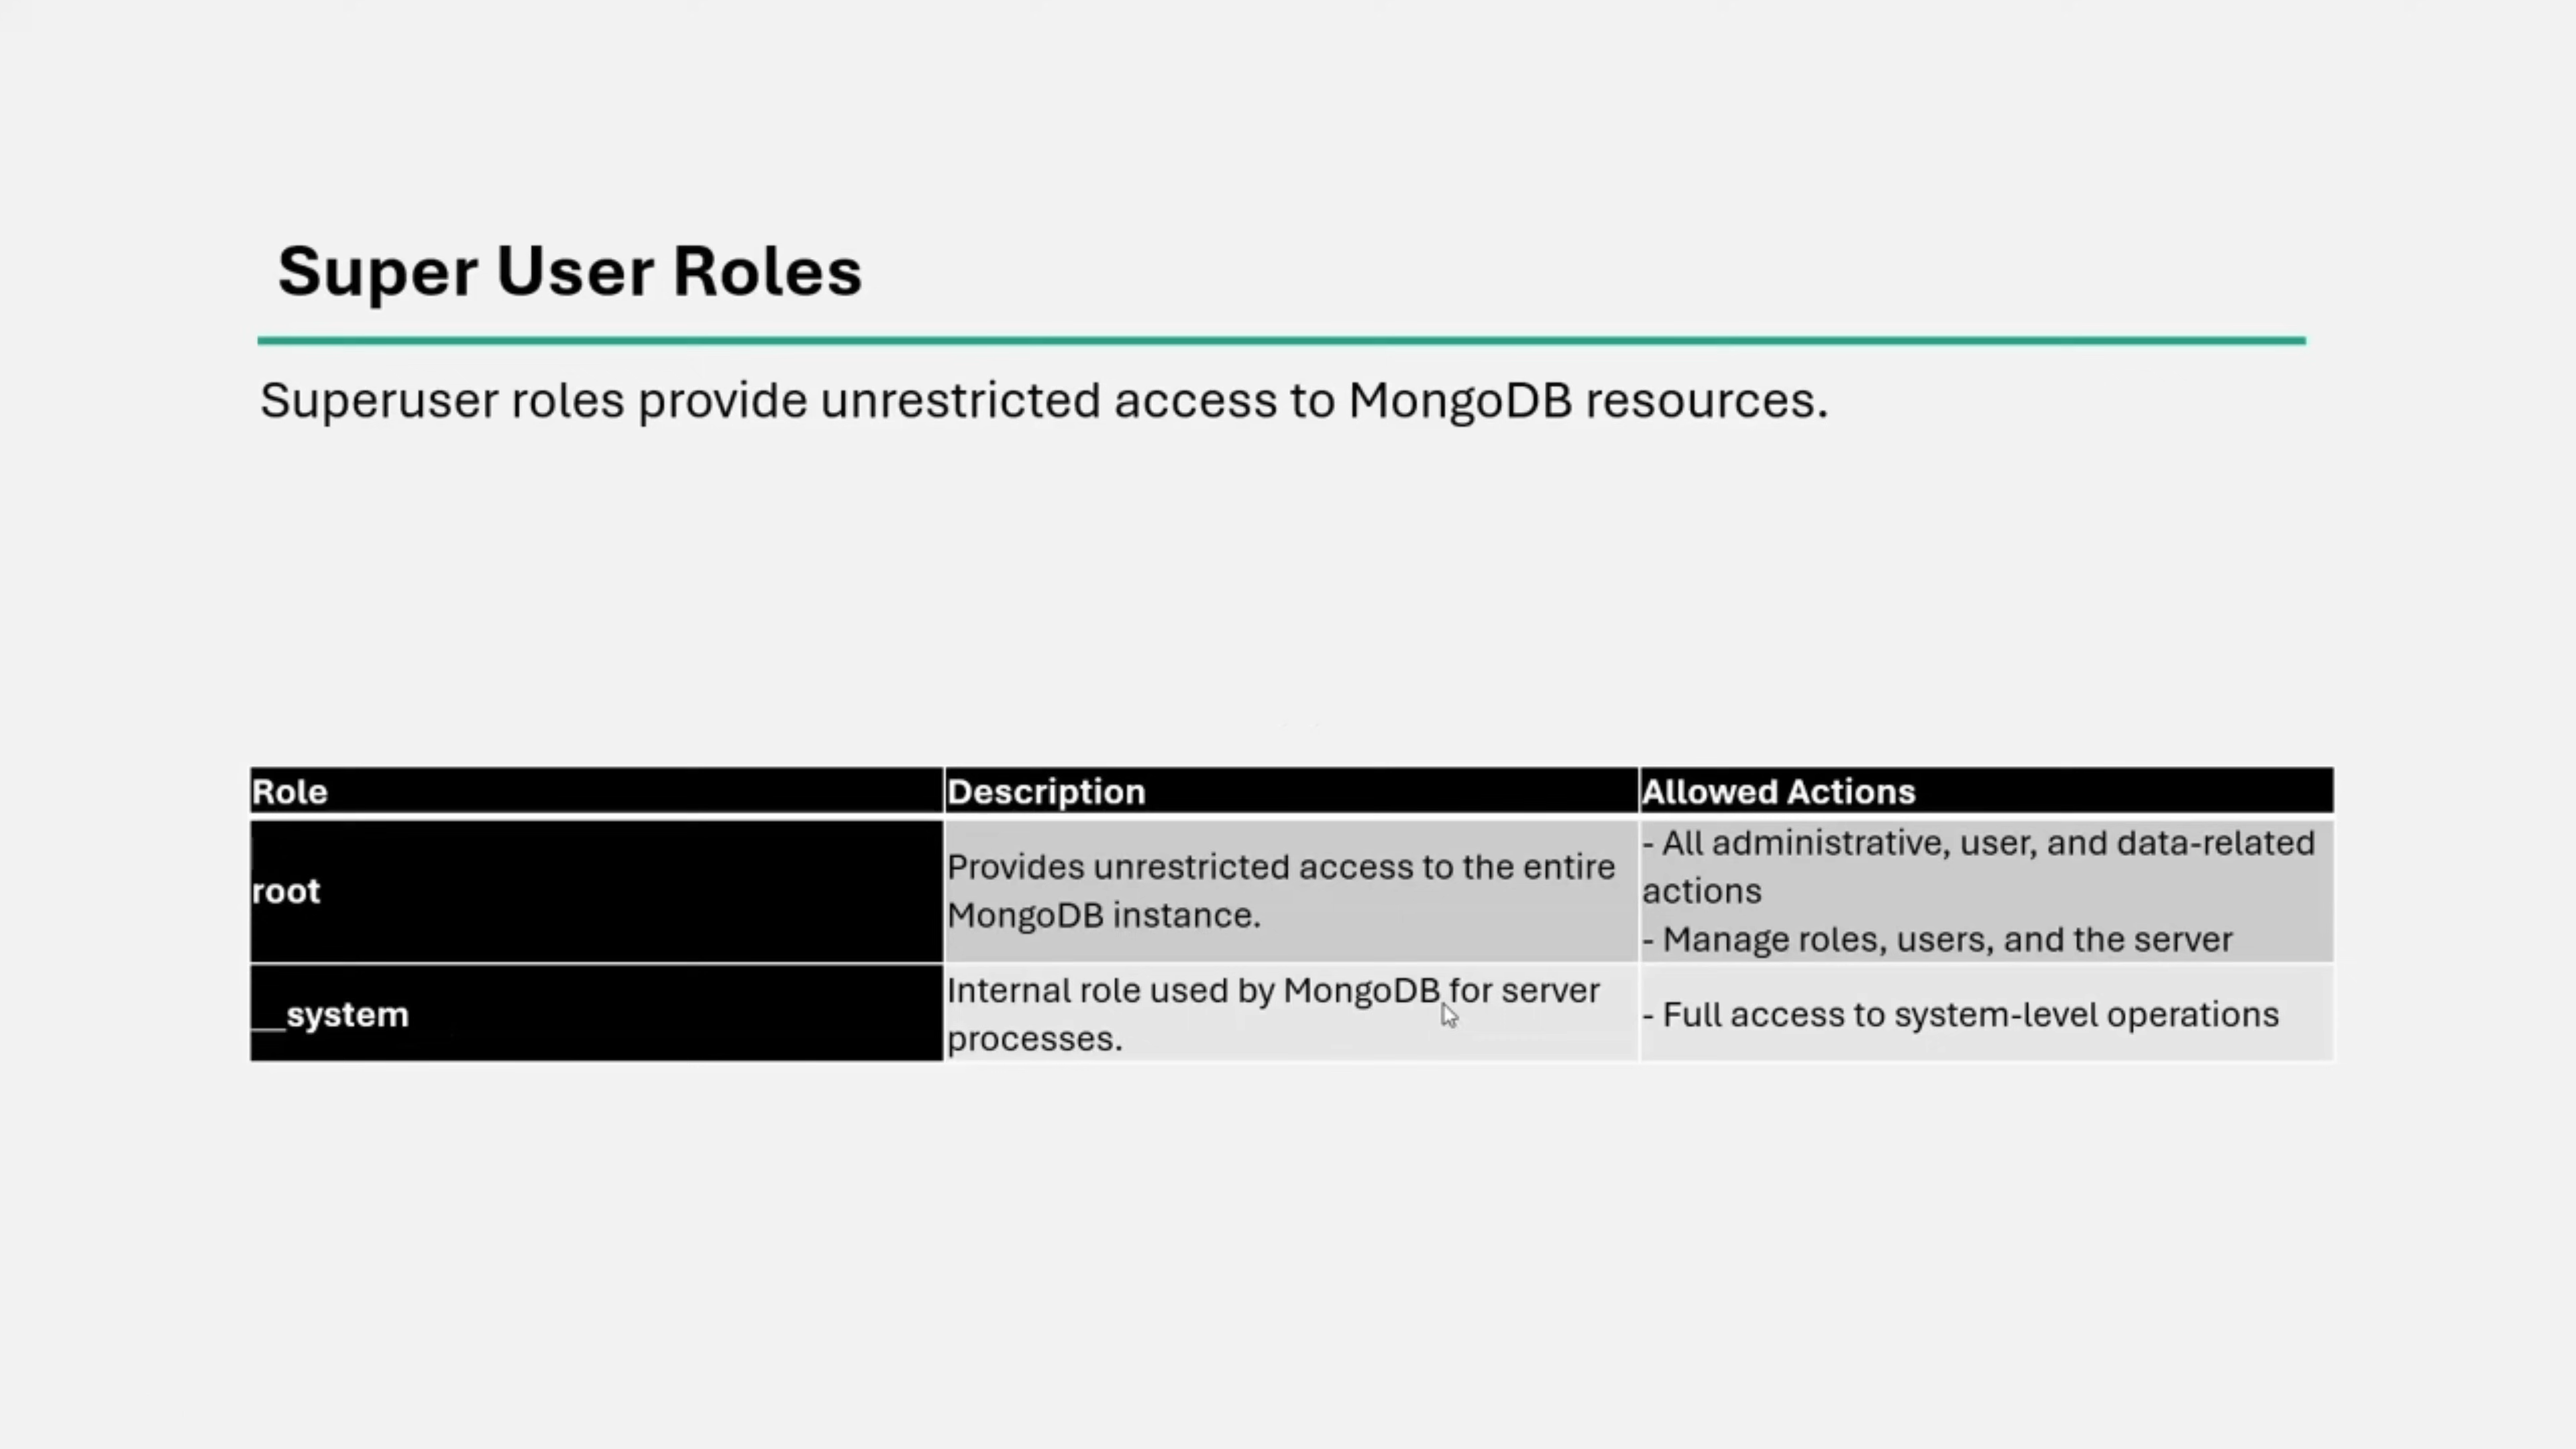 Super User Roles
Superuser roles provide unrestricted access to MongoDB resources.
Role Description Allowed Actions
root
Provides unrestricted access to the entire
MongoDB instance.
- All administrative, user, and data-related
actions
- Manage roles, users, and the server
__system
Internal role used by MongoDB for server
processes.
- Full access to system-level operations